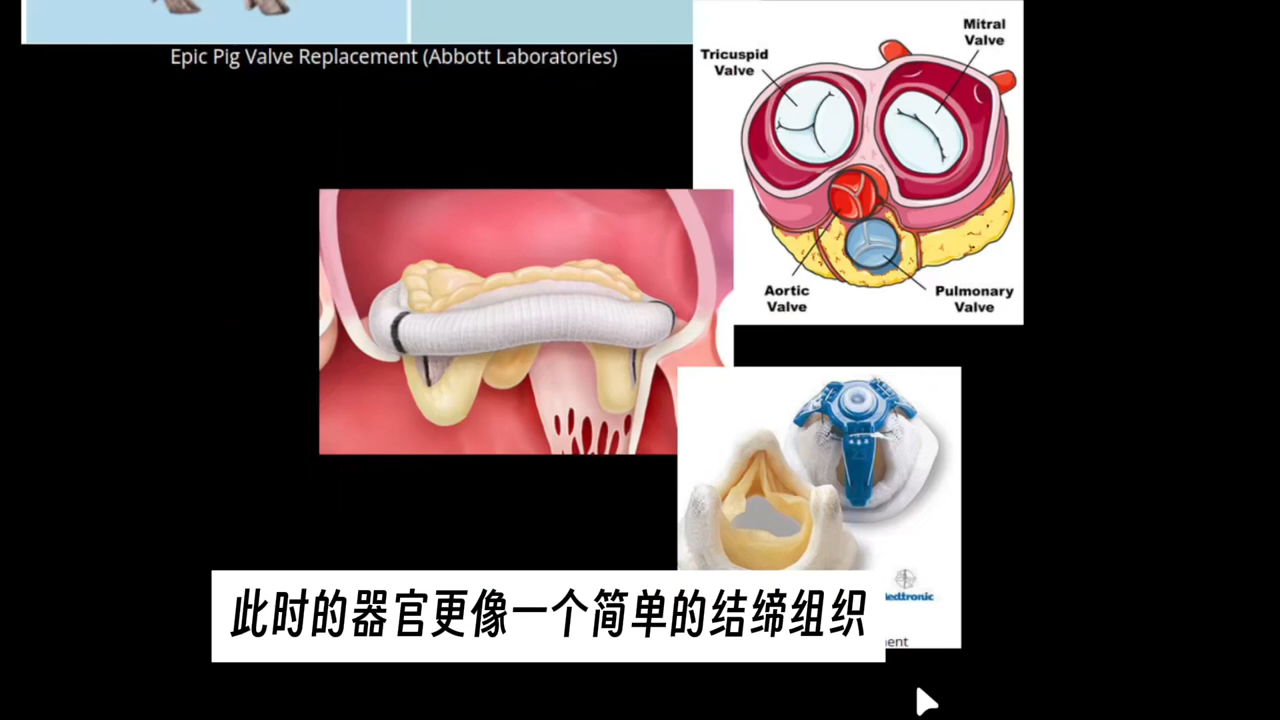 Epic Pig Valve Replacement (Abbott Laboratories)
Mitral
Valve
Tricuspid
Valve
Aortic
Valve
Pulmonary
Valve
此时的器官更像一个简单的结缔组织